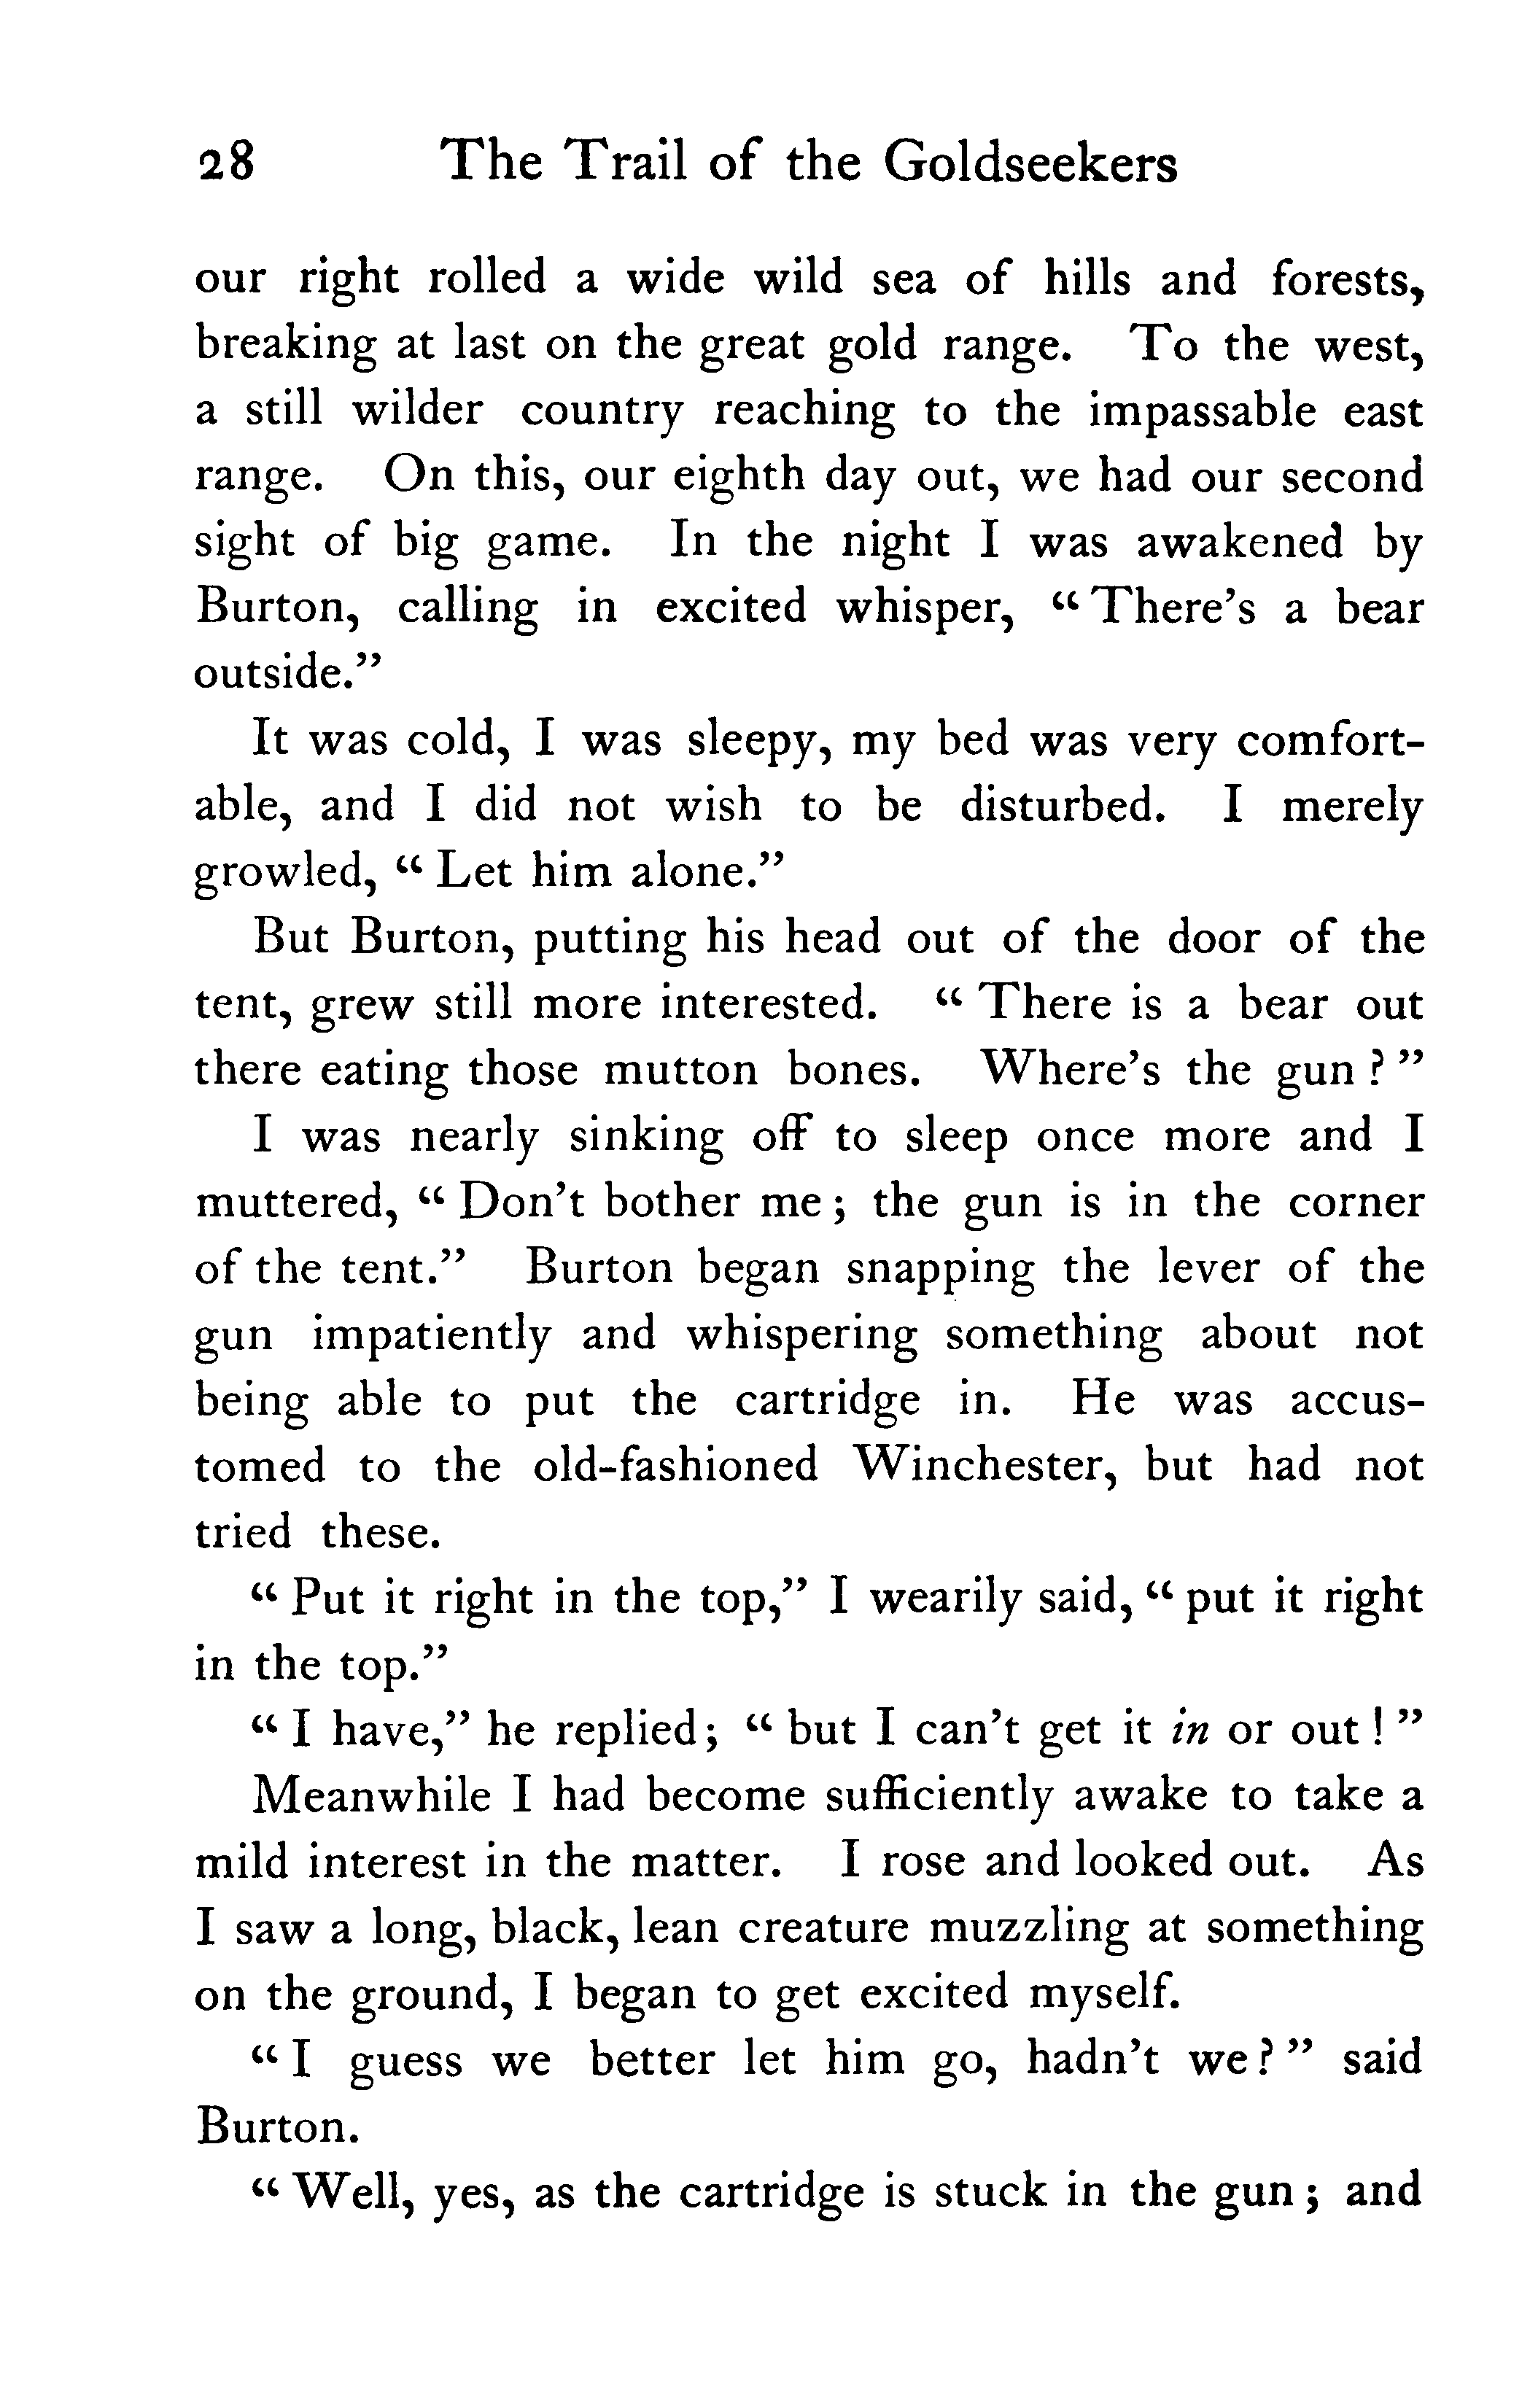 28 The Trail of the Goldseekers
our right rolled a wide wild sea of hills and forests,
breaking at last on the great gold range. To the west,
a still wilder country reaching to the impassable east
range. On this, our eighth day out, we had our second
sight of big game. In the night I was awakened by
Burton, calling in excited whisper, “There’s a bear
outside.”
It was cold, I was sleepy, my bed was very comfort-
able, and I did not wish to be disturbed. I merely
growled, “Let him alone.”
But Burton, putting his head out of the door of the
tent, grew still more interested. “There is a bear out
there eating those mutton bones. Where’s the gun?”
I was nearly sinking off to sleep once more and I
muttered, “Don’t bother me; the gun is in the corner
of the tent.” Burton began snapping the lever of the
gun impatiently and whispering something about not
being able to put the cartridge in. He was accus-
tomed to the old-fashioned Winchester, but had not
tried these.
“Put it right in the top,” I wearily said, “put it right
in the top.”
“I have,” he replied; “but I can’t get it in or out!”
Meanwhile I had become sufficiently awake to take a
mild interest in the matter. I rose and looked out. As
I saw a long, black, lean creature muzzling at something
on the ground, I began to get excited myself.
“I guess we better let him go, hadn’t we?” said
Burton.
“Well, yes, as the cartridge is stuck in the gun; and